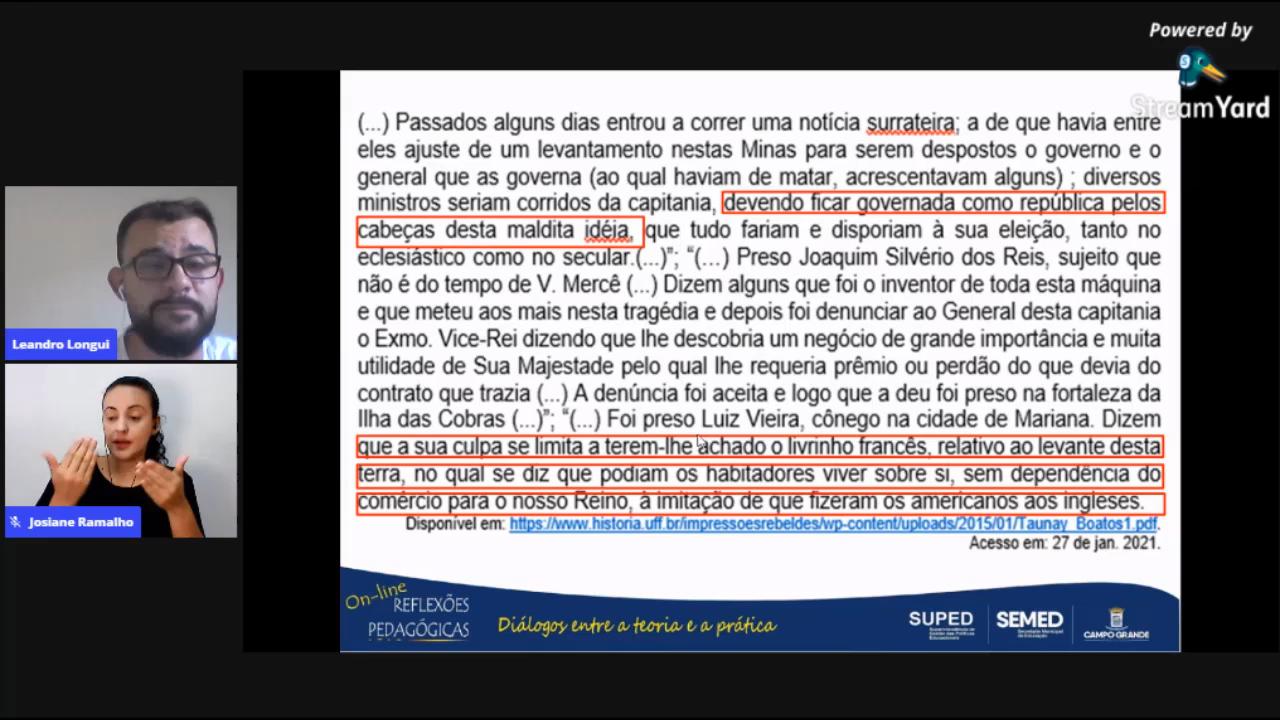 Powered by
StreamYard
(...) Passados alguns dias entrou a correr uma notícia surrateira; a de que havia entre
eles ajuste de um levantamento nestas Minas para serem despostos o governo e o
general que as governa (ao qual haviam de matar, acrescentavam alguns) ; diversos
ministros seriam corridos da capitania, devendo ficar governada como república pelos
cabeças desta maldita idéia, que tudo fariam e disporiam à sua eleição, tanto no
eclesiástico como no secular.(...)”; “(...) Preso Joaquim Silvério dos Reis, sujeito que
não é do tempo de V. Mercê (...) Dizem alguns que foi o inventor de toda esta máquina
e que meteu aos mais nesta tragédia e depois foi denunciar ao General desta capitania
o Exmo. Vice-Rei dizendo que lhe descobria um negócio de grande importância e muita
utilidade de Sua Majestade pelo qual lhe requeria prêmio ou perdão do que devia do
contrato que trazia (...) A denúncia foi aceita e logo que a deu foi preso na fortaleza da
Ilha das Cobras (...)”; “(...) Foi preso Luiz Vieira, cônego na cidade de Mariana. Dizem
que a sua culpa se limita a terem-lhe achado o livrinho francês, relativo ao levante desta
terra, no qual se diz que podiam os habitadores viver sobre si, sem dependência do
comércio para o nosso Reino, à imitação de que fizeram os americanos aos ingleses.
Disponível em: https://www.historia.uff.br/impressoesrebeldes/wp-content/uploads/2015/01/Taunay_Boatos1.pdf.
Acesso em: 27 de jan. 2021.
Leandro Longui
Josiane Ramalho
On-line
REFLEXÕES
PEDAGÓGICAS
Diálogos entre a teoria e a prática
SUPED
SEMED
CAMPO GRANDE